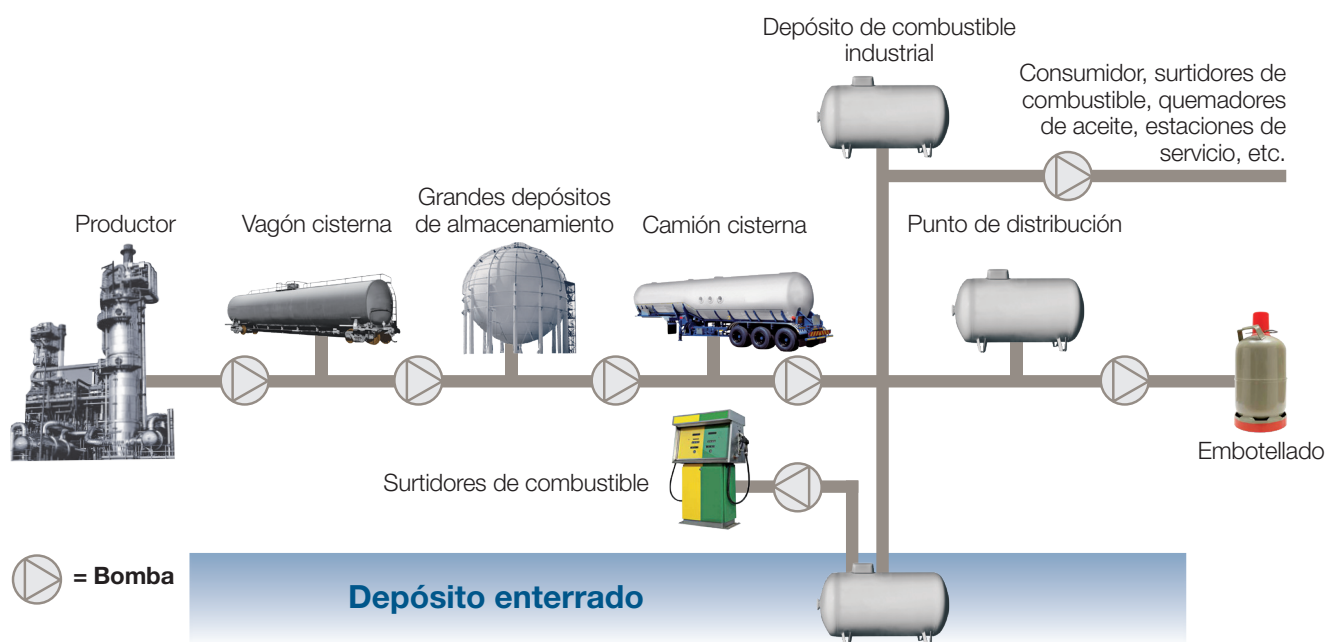 Depósito de combustible
industrial
Consumidor, surtidores de
combustible, quemadores
de aceite, estaciones de
servicio, etc.
Productor
Vagón cisterna
Grandes depósitos
de almacenamiento
Camión cisterna
Punto de distribución
Embotellado
Surtidores de combustible
= Bomba
Depósito enterrado